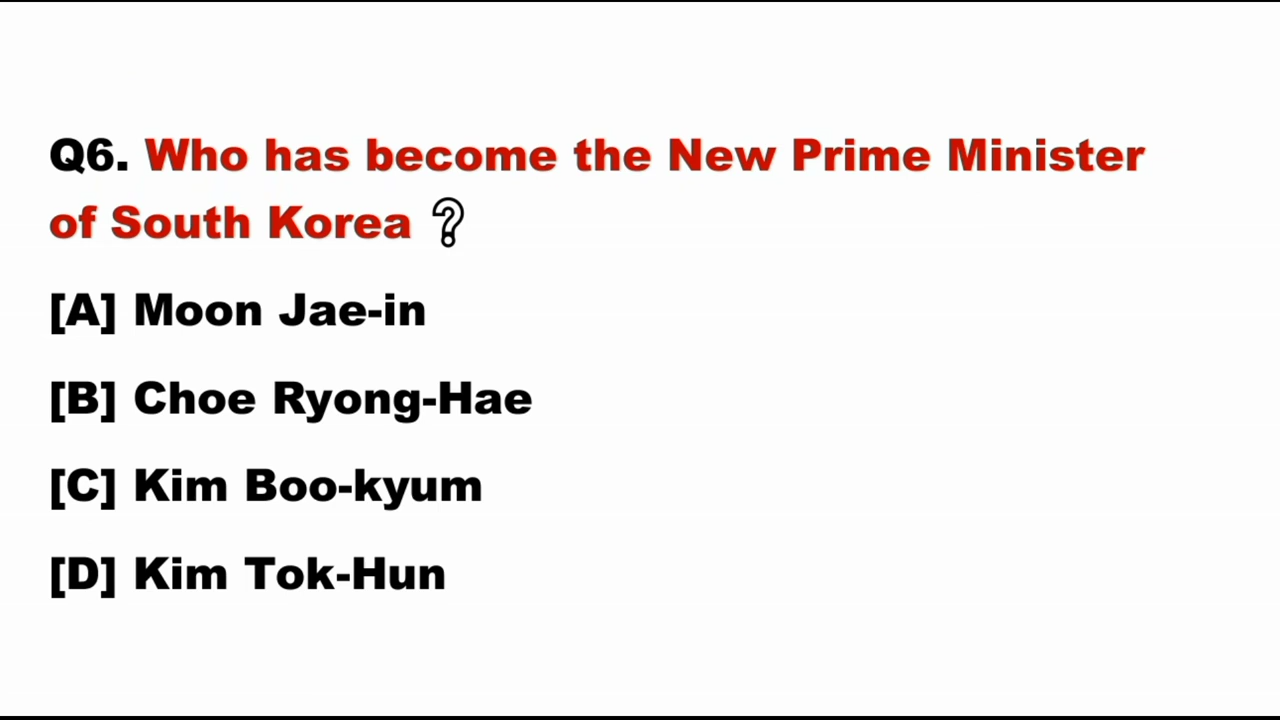 Q6. Who has become the New Prime Minister
of South Korea ?
[A] Moon Jae-in
[B] Choe Ryong-Hae
[C] Kim Boo-kyum
[D] Kim Tok-Hun